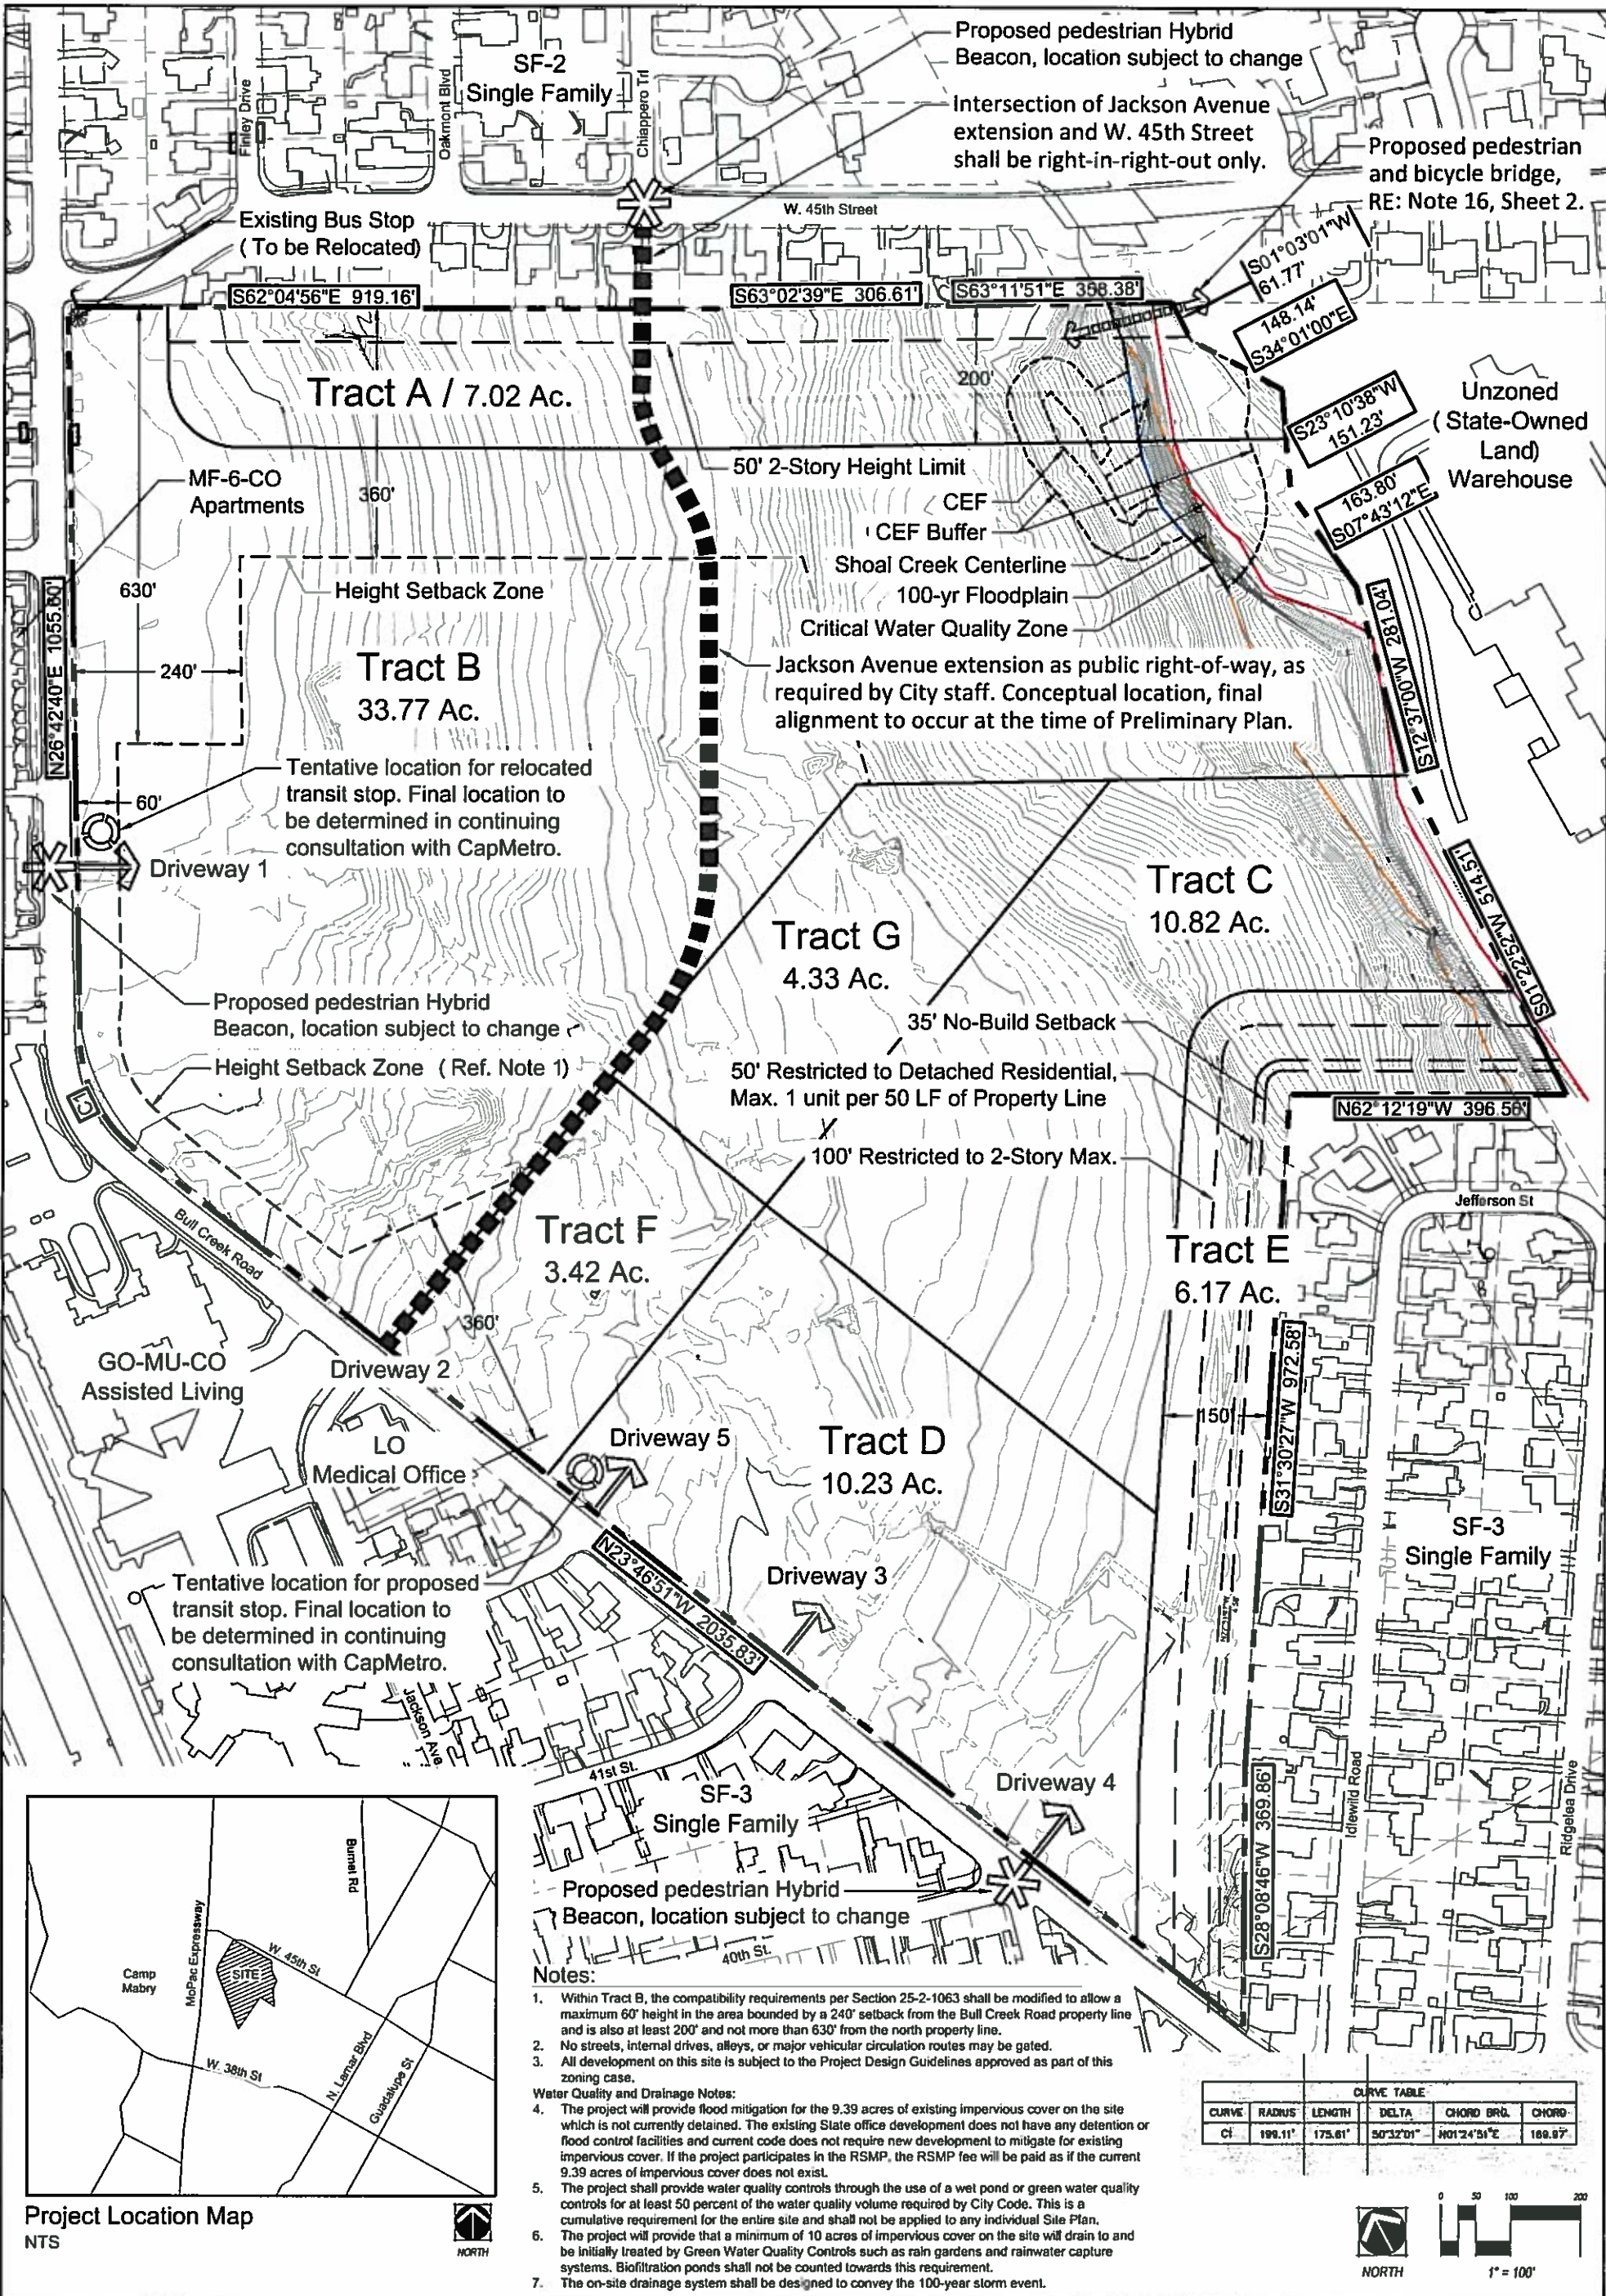 Proposed pedestrian Hybrid
Beacon, location subject to change
SF-2
Single Family
Finley Drive
Oakmont Blvd
Chiappero Trl
Intersection of Jackson Avenue
extension and W. 45th Street
shall be right-in-right-out only.
Proposed pedestrian
and bicycle bridge,
RE: Note 16, Sheet 2.
W. 45th Street
Existing Bus Stop
( To be Relocated)
S01°03'01"W
61.77'
S62°04'56"E 919.16'
S63°02'39"E 306.61'
S63°11'51"E 308.38'
148.14'
S34°01'00"E
Tract A / 7.02 Ac.
200'
Unzoned
( State-Owned
Land)
Warehouse
S23°10'38"W
151.23'
50' 2-Story Height Limit
MF-6-CO
Apartments
360'
CEF
CEF Buffer
163.80'
S07°43'12"E
Shoal Creek Centerline
100-yr Floodplain
Critical Water Quality Zone
630'
Height Setback Zone
N26°42'40"E 1055.60'
S12°37'00"W 281.04'
240'
Tract B
33.77 Ac.
Jackson Avenue extension as public right-of-way, as
required by City staff. Conceptual location, final
alignment to occur at the time of Preliminary Plan.
Tentative location for relocated
transit stop. Final location to
be determined in continuing
consultation with CapMetro.
60'
Driveway 1
Tract C
10.82 Ac.
S01°22'52"W 514.51'
Tract G
4.33 Ac.
Proposed pedestrian Hybrid
Beacon, location subject to change
35' No-Build Setback
Height Setback Zone ( Ref. Note 1)
50' Restricted to Detached Residential,
Max. 1 unit per 50 LF of Property Line
C1
N62°12'19"W 396.56'
100' Restricted to 2-Story Max.
Jefferson St
Bull Creek Road
Tract F
3.42 Ac.
Tract E
6.17 Ac.
360'
GO-MU-CO
Assisted Living
Driveway 2
S31°30'27"W 972.58'
150'
LO
Medical Office
Driveway 5
Tract D
10.23 Ac.
SF-3
Single Family
N23°46'51"W 2035.83'
Driveway 3
Tentative location for proposed
transit stop. Final location to
be determined in continuing
consultation with CapMetro.
Jackson Ave
41st St.
SF-3
Single Family
Driveway 4
S28°08'46"W 369.86'
Idlewild Road
Ridgelea Drive
Proposed pedestrian Hybrid
Beacon, location subject to change
40th St.
Burnet Rd
MoPac Expressway
W. 45th St
SITE
Camp
Mabry
W. 38th St
N. Lamar Blvd
Guadalupe St
Project Location Map
NTS
NORTH
Notes:
1. Within Tract B, the compatibility requirements per Section 25-2-1063 shall be modified to allow a
maximum 60' height in the area bounded by a 240' setback from the Bull Creek Road property line
and is also at least 200' and not more than 630' from the north property line.
2. No streets, internal drives, alleys, or major vehicular circulation routes may be gated.
3. All development on this site is subject to the Project Design Guidelines approved as part of this
zoning case.
Water Quality and Drainage Notes:
4. The project will provide flood mitigation for the 9.39 acres of existing impervious cover on the site
which is not currently detained. The existing State office development does not have any detention or
flood control facilities and current code does not require new development to mitigate for existing
impervious cover. If the project participates in the RSMP, the RSMP fee will be paid as if the current
9.39 acres of impervious cover does not exist.
5. The project shall provide water quality controls through the use of a wet pond or green water quality
controls for at least 50 percent of the water quality volume required by City Code. This is a
cumulative requirement for the entire site and shall not be applied to any individual Site Plan.
6. The project will provide that a minimum of 10 acres of impervious cover on the site will drain to and
be initially treated by Green Water Quality Controls such as rain gardens and rainwater capture
systems. Biofiltration ponds shall not be counted towards this requirement.
7. The on-site drainage system shall be designed to convey the 100-year storm event.
CURVE TABLE
CURVE RADIUS LENGTH DELTA CHORD BRG. CHORD
C1 199.11' 175.61' 50°32'01" N01°24'51"E 169.97'
0 50 100 200
NORTH
1" = 100'